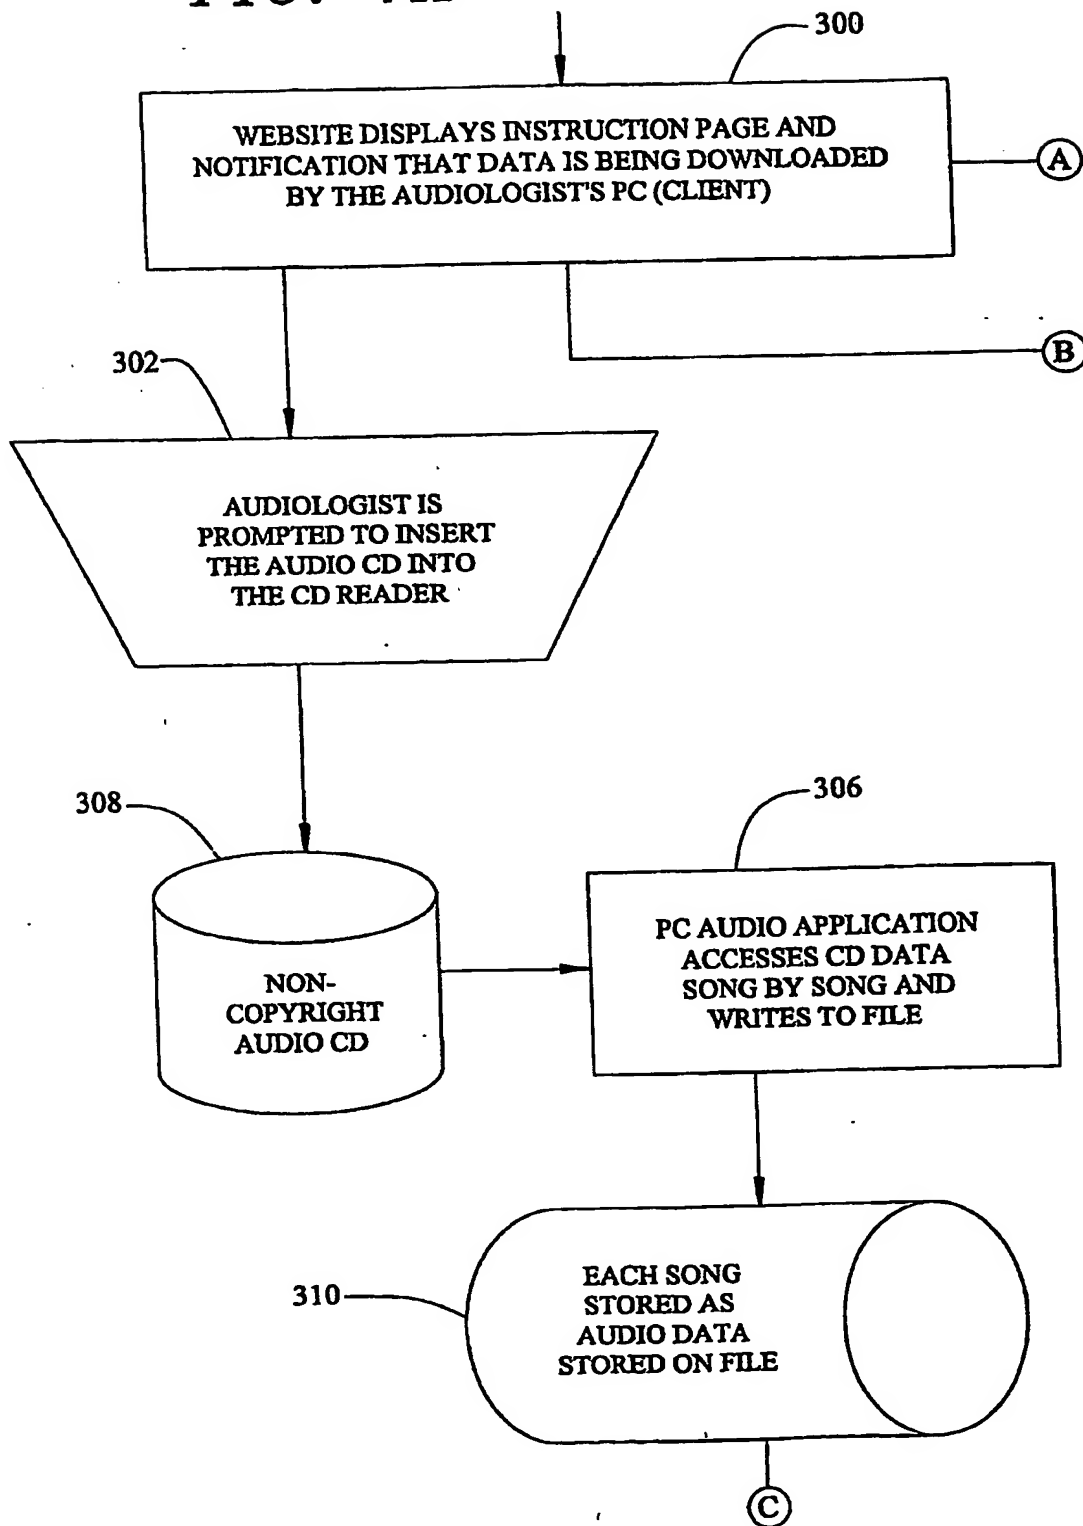 300
WEBSITE DISPLAYS INSTRUCTION PAGE AND
NOTIFICATION THAT DATA IS BEING DOWNLOADED
BY THE AUDIOLOGIST'S PC (CLIENT)
A
B
302
AUDIOLOGIST IS
PROMPTED TO INSERT
THE AUDIO CD INTO
THE CD READER
308
306
NON-
COPYRIGHT
AUDIO CD
PC AUDIO APPLICATION
ACCESSES CD DATA
SONG BY SONG AND
WRITES TO FILE
310
EACH SONG
STORED AS
AUDIO DATA
STORED ON FILE
C